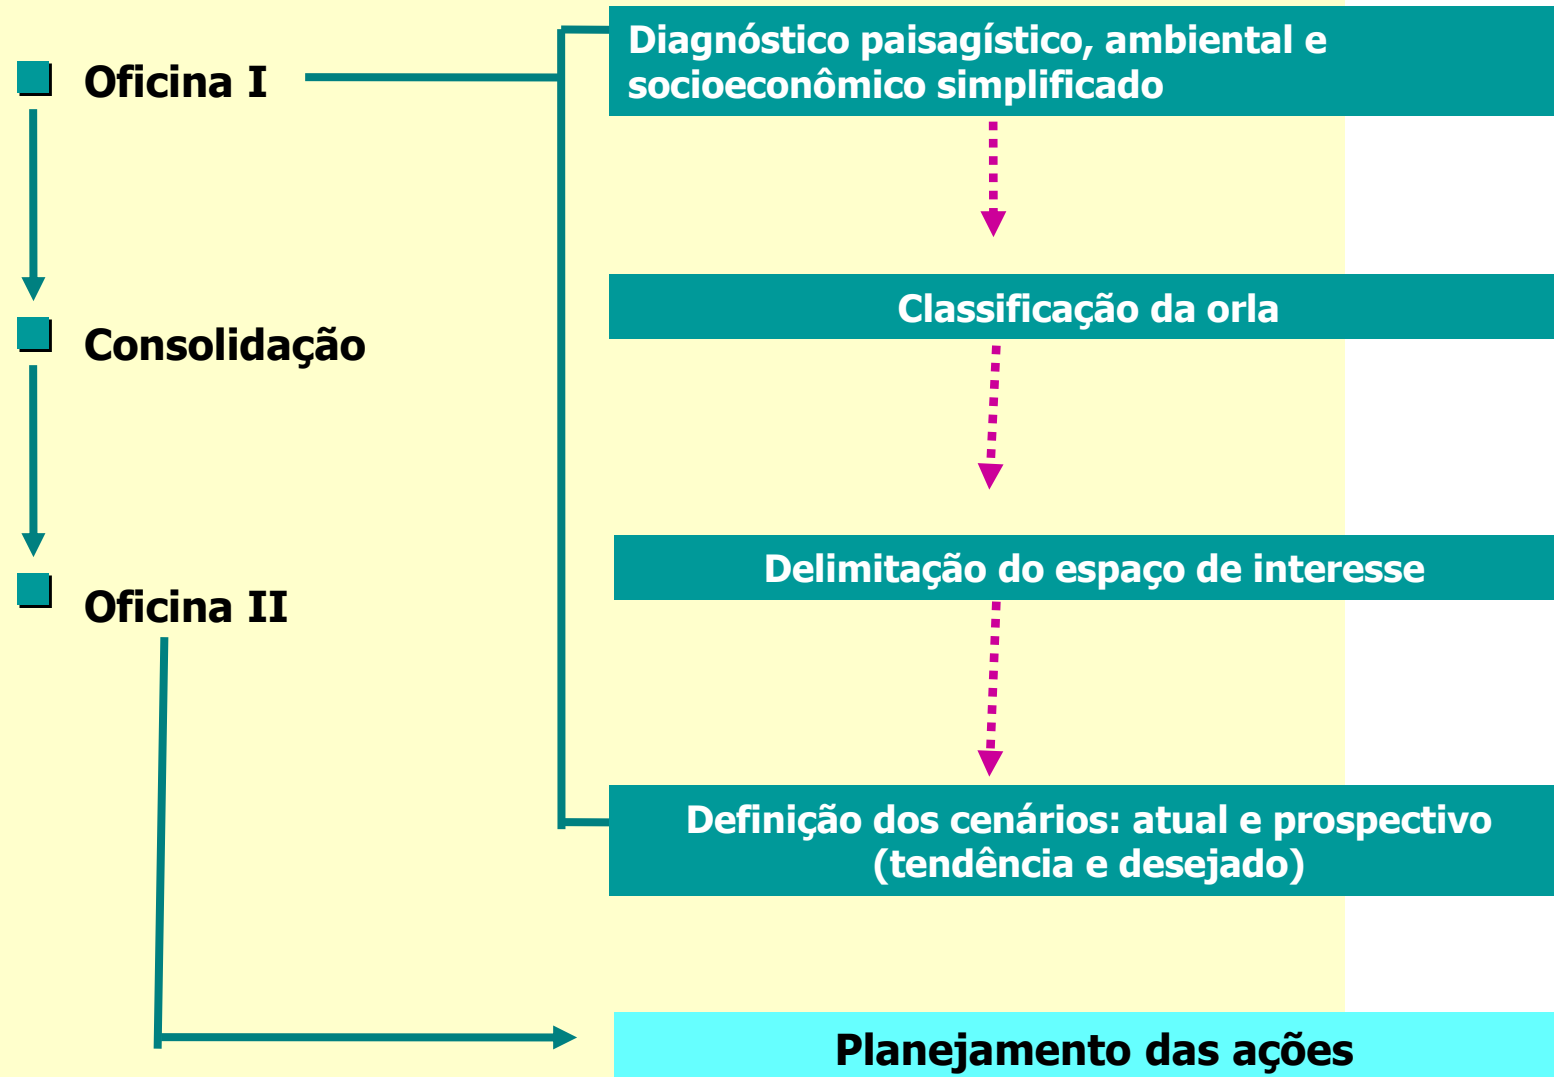 Oficina I
Diagnóstico paisagístico, ambiental e
socioeconômico simplificado
Classificação da orla
Consolidação
Delimitação do espaço de interesse
Oficina II
Definição dos cenários: atual e prospectivo
(tendência e desejado)
Planejamento das ações